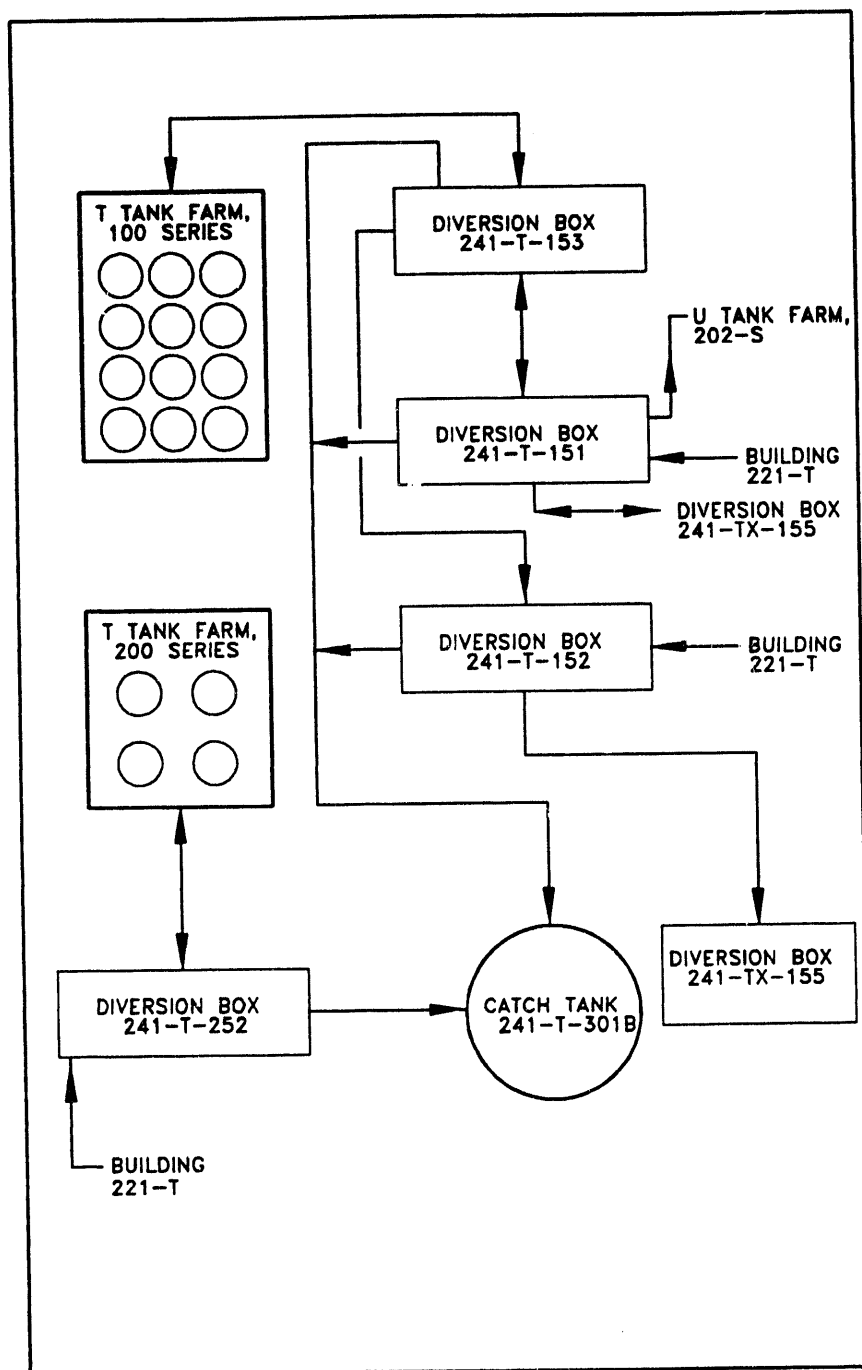 T TANK FARM,
100 SERIES
DIVERSION BOX
241-T-153
U TANK FARM,
202-S
DIVERSION BOX
241-T-151
BUILDING
221-T
DIVERSION BOX
241-TX-155
T TANK FARM,
200 SERIES
DIVERSION BOX
241-T-152
BUILDING
221-T
DIVERSION BOX
241-TX-155
CATCH TANK
241-T-301B
DIVERSION BOX
241-T-252
BUILDING
221-T